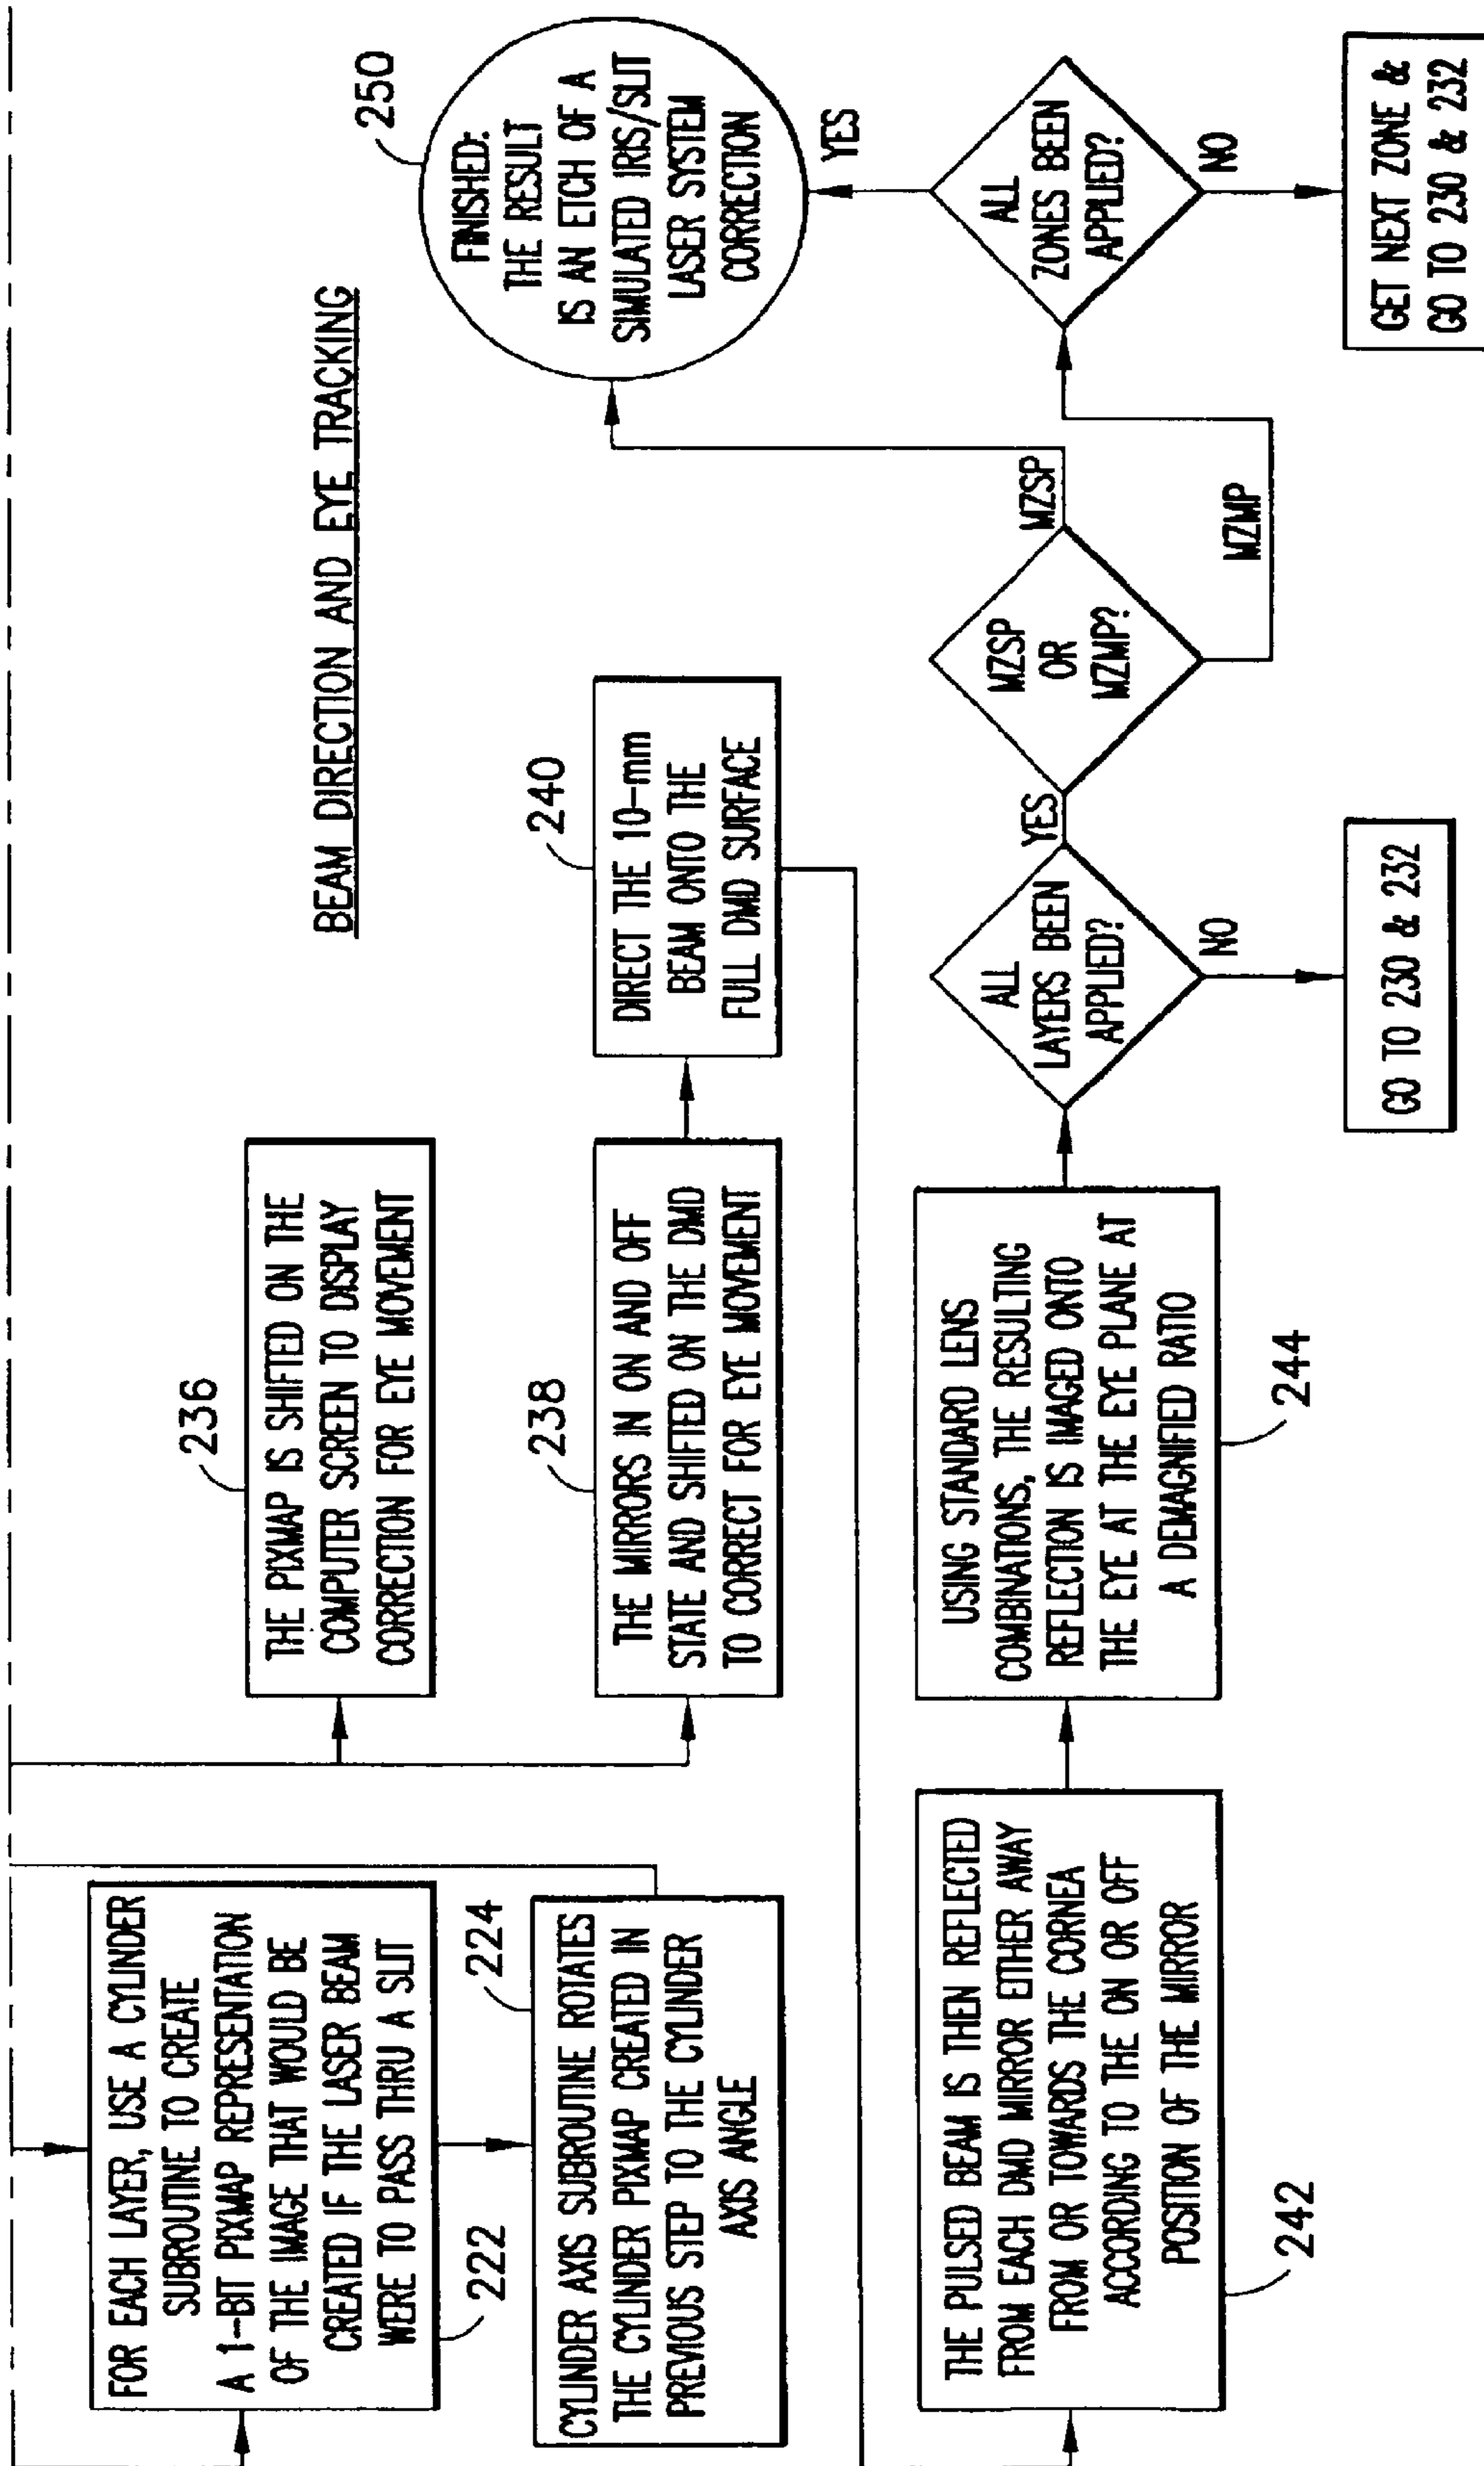 FOR EACH LAYER, USE A CYLINDER
SUBROUTINE TO CREATE
A 1-BIT PIXMAP REPRESENTATION
OF THE IMAGE THAT WOULD BE
CREATED IF THE LASER BEAM
WERE TO PASS THRU A SLIT
222
224
CYLINDER AXIS SUBROUTINE ROTATES
THE CYLINDER PIXMAP CREATED IN
PREVIOUS STEP TO THE CYLINDER
AXIS ANGLE
BEAM DIRECTION AND EYE TRACKING
236
THE PIXMAP IS SHIFTED ON THE
COMPUTER SCREEN TO DISPLAY
CORRECTION FOR EYE MOVEMENT
238
THE MIRRORS IN ON AND OFF
STATE AND SHIFTED ON THE DMD
TO CORRECT FOR EYE MOVEMENT
240
DIRECT THE 10-mm
BEAM ONTO THE
FULL DMD SURFACE
THE PULSED BEAM IS THEN REFLECTED
FROM EACH DMD MIRROR EITHER AWAY
FROM OR TOWARDS THE CORNEA
ACCORDING TO THE ON OR OFF
POSITION OF THE MIRROR
242
USING STANDARD LENS
COMBINATIONS, THE RESULTING
REFLECTION IS IMAGED ONTO
THE EYE AT THE EYE PLANE AT
A DEMAGNIFIED RATIO
244
ALL
LAYERS BEEN
APPLIED?
YES
NO
GO TO 230 & 232
MZSP
OR
MZMP?
MZSP
MZMP
ALL
ZONES BEEN
APPLIED?
YES
NO
GET NEXT ZONE &
GO TO 230 & 232
250
FINISHED:
THE RESULT
IS AN ETCH OF A
SIMULATED IRIS/SLIT
LASER SYSTEM
CORRECTION